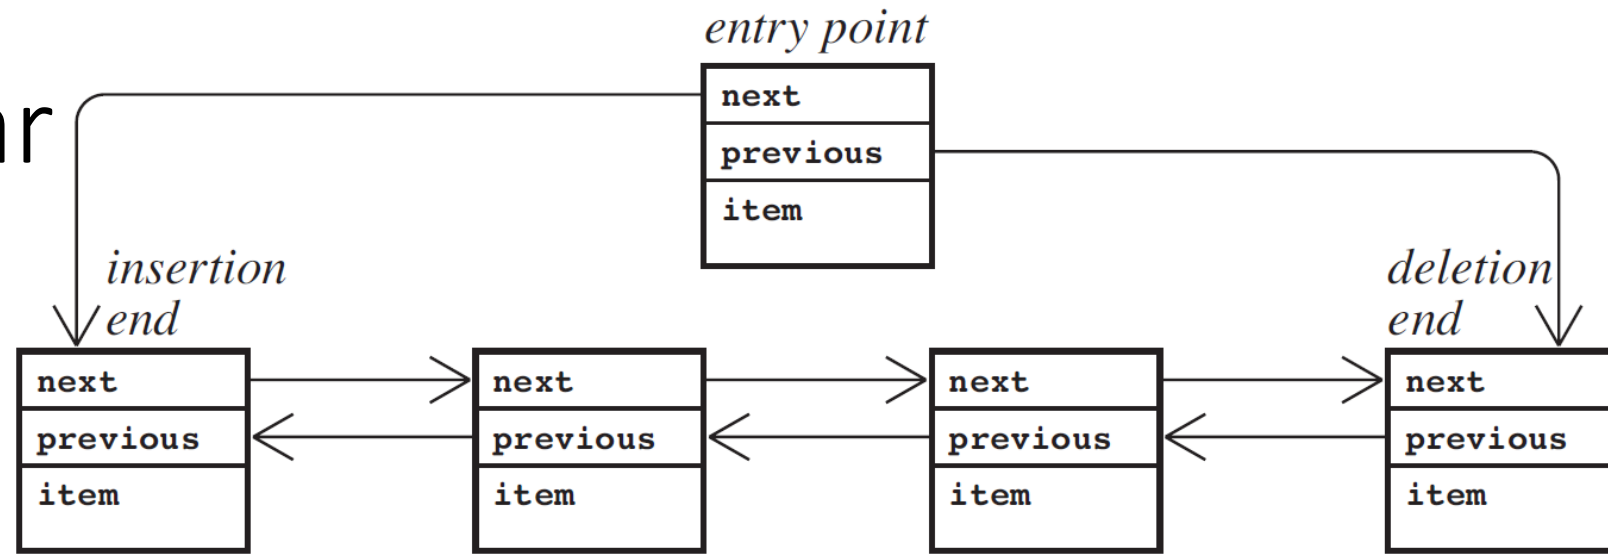 entry point
ar
next
previous
item
insertion
end
deletion
end
next
previous
item
next
previous
item
next
previous
item
next
previous
item